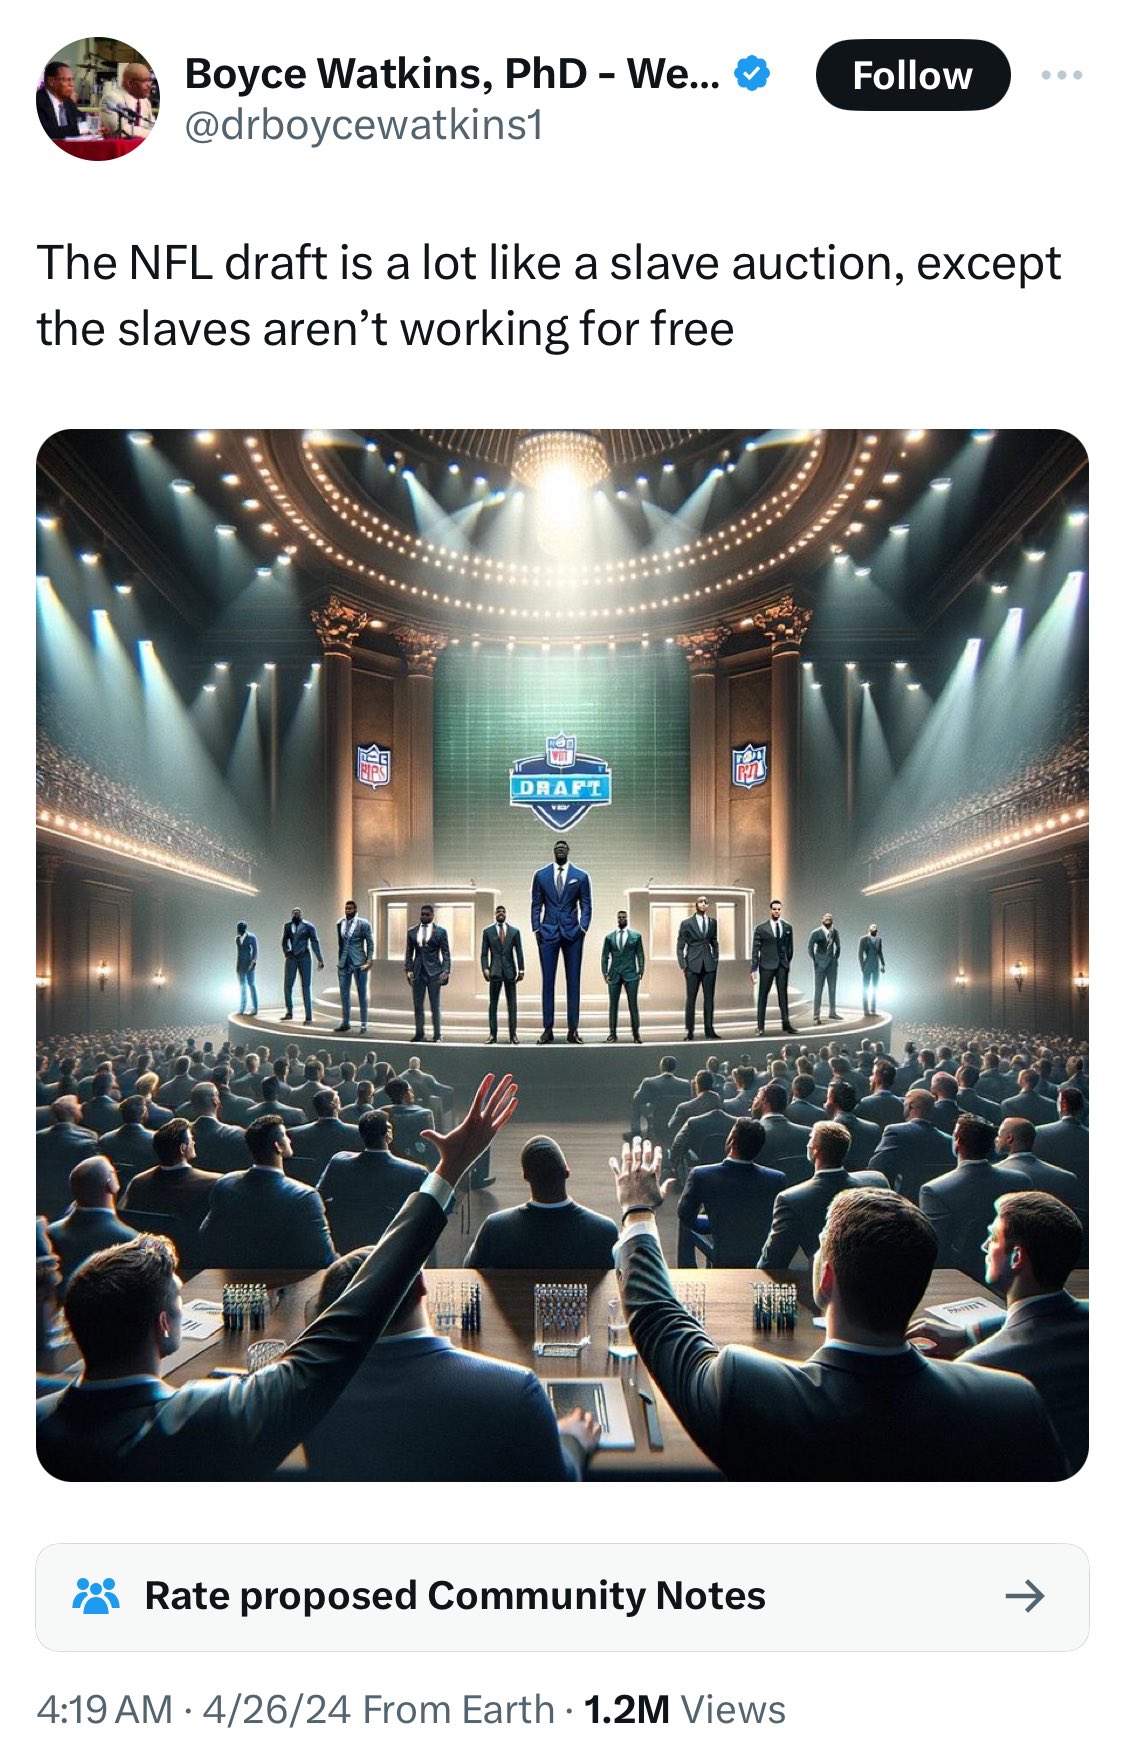 Boyce Watkins, PhD - We...
Follow
@drboycewatkins1
The NFL draft is a lot like a slave auction, except
the slaves aren’t working for free
DRAFT
Rate proposed Community Notes
4:19 AM · 4/26/24 From Earth · 1.2M Views